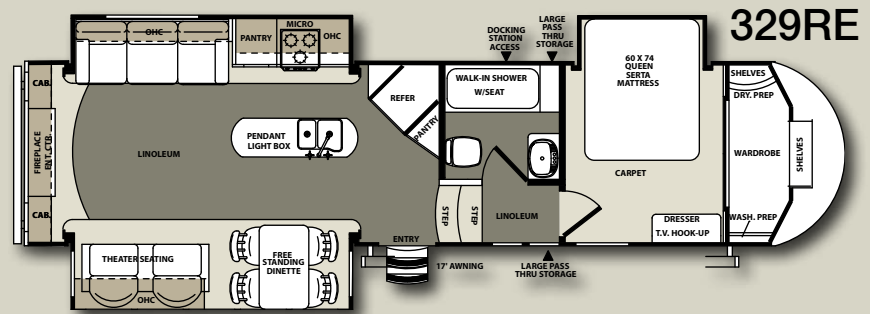 329RE
OHC
PANTRY
MICRO
OHC
DOCKING
STATION
ACCESS
LARGE
PASS
THRU
STORAGE
60 X 74
QUEEN
SERTA
MATTRESS
SHELVES
DRY. PREP
WARDROBE
SHELVES
WASH. PREP
CARPET
DRESSER
T.V. HOOK-UP
WALK-IN SHOWER
W/SEAT
REFER
PANTRY
CAB.
FIREPLACE
ENT. CTR.
CAB.
LINOLEUM
PENDANT
LIGHT BOX
STEP
STEP
LINOLEUM
ENTRY
THEATER SEATING
OHC
FREE
STANDING
DINETTE
17' AWNING
LARGE PASS
THRU STORAGE